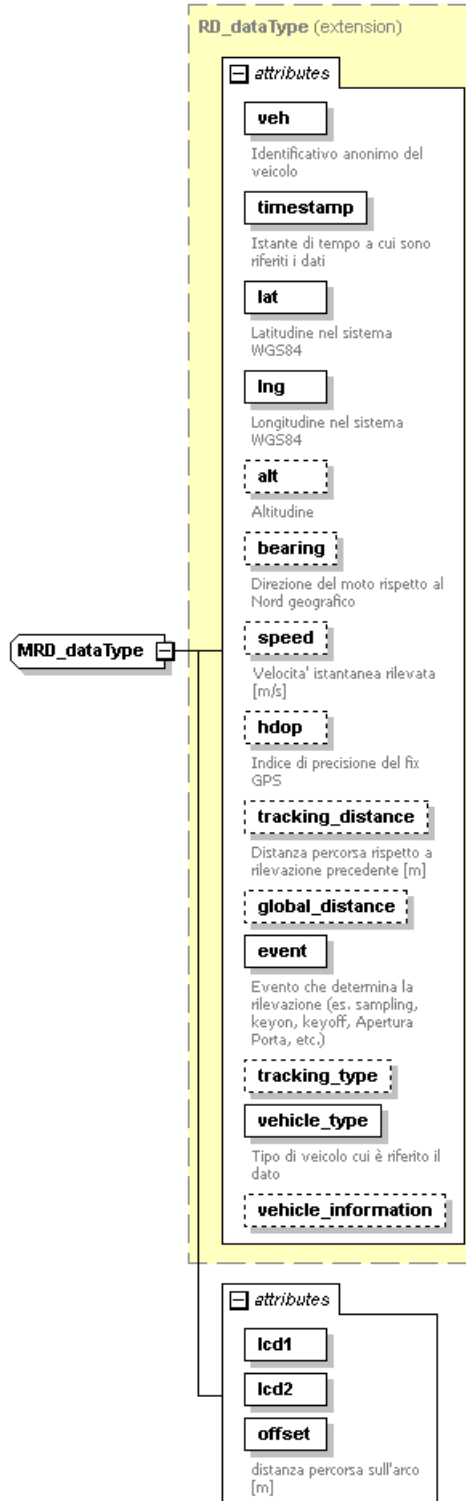 RD_dataType (extension)
attributes
veh
Identificativo anonimo del
veicolo
timestamp
Istante di tempo a cui sono
riferiti i dati
lat
Latitudine nel sistema
WGS84
lng
Longitudine nel sistema
WGS84
alt
Altitudine
bearing
Direzione del moto rispetto al
Nord geografico
MRD_dataType
speed
Velocita' istantanea rilevata
[m/s]
hdop
Indice di precisione del fix
GPS
tracking_distance
Distanza percorsa rispetto a
rilevazione precedente [m]
global_distance
event
Evento che determina la
rilevazione (es. sampling,
keyon, keyoff, Apertura
Porta, etc.)
tracking_type
vehicle_type
Tipo di veicolo cui è riferito il
dato
vehicle_information
attributes
lcd1
lcd2
offset
distanza percorsa sull'arco
[m]